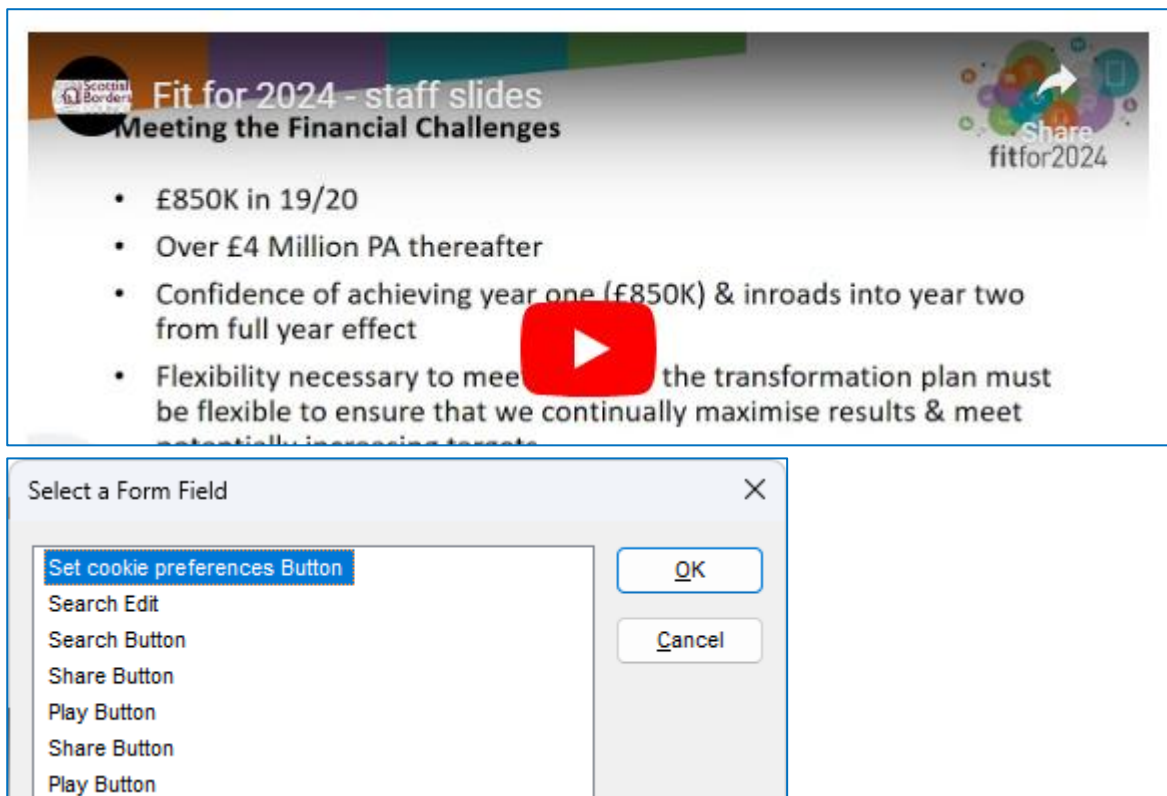 Scottish
Borders
Fit for 2024 - staff slides
Meeting the Financial Challenges
Share
fitfor2024
• £850K in 19/20
• Over £4 Million PA thereafter
• Confidence of achieving year one (£850K) & inroads into year two
from full year effect
• Flexibility necessary to mee the transformation plan must
be flexible to ensure that we continually maximise results & meet
potentially increasing targets
Select a Form Field
Set cookie preferences Button
OK
Search Edit
Search Button
Cancel
Share Button
Play Button
Share Button
Play Button